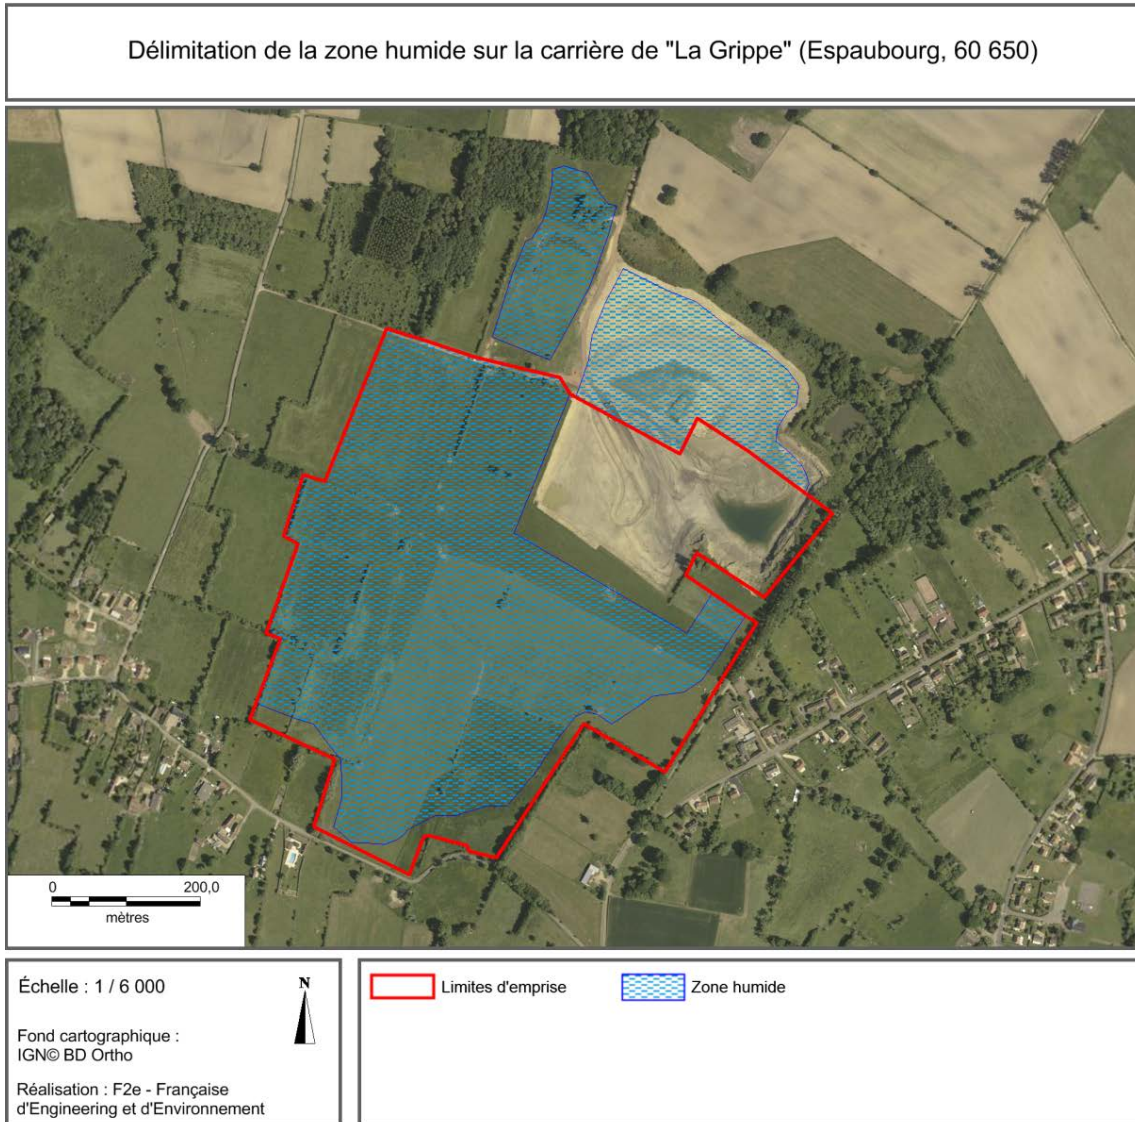 Délimitation de la zone humide sur la carrière de "La Grippe" (Espaubourg, 60 650)
0 200,0
mètres
Échelle : 1 / 6 000
N
Fond cartographique :
IGN© BD Ortho
Réalisation : F2e - Française
d'Engineering et d'Environnement
Limites d'emprise
Zone humide